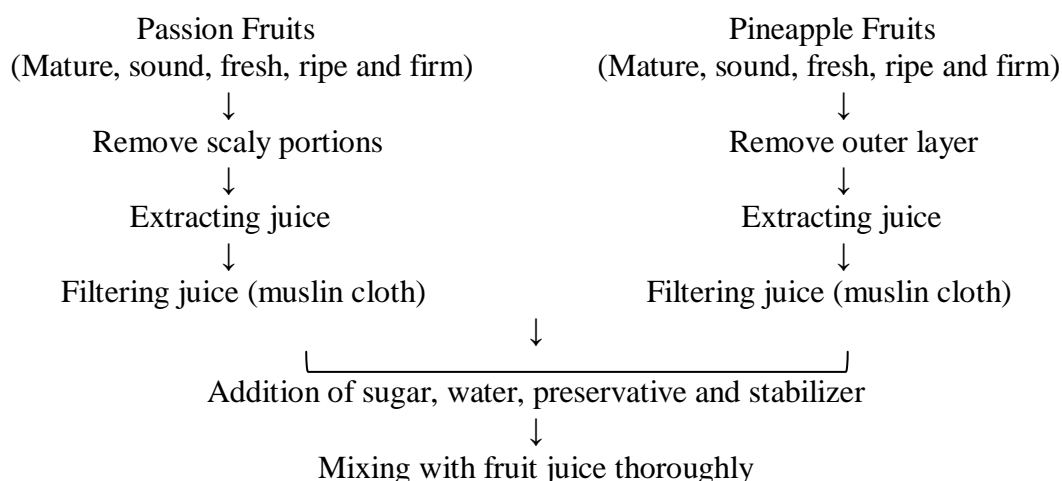 Passion Fruits
(Mature, sound, fresh, ripe and firm)
↓
Remove scaly portions
↓
Extracting juice
↓
Filtering juice (muslin cloth)
Pineapple Fruits
(Mature, sound, fresh, ripe and firm)
↓
Remove outer layer
↓
Extracting juice
↓
Filtering juice (muslin cloth)
↓
Addition of sugar, water, preservative and stabilizer
↓
Mixing with fruit juice thoroughly